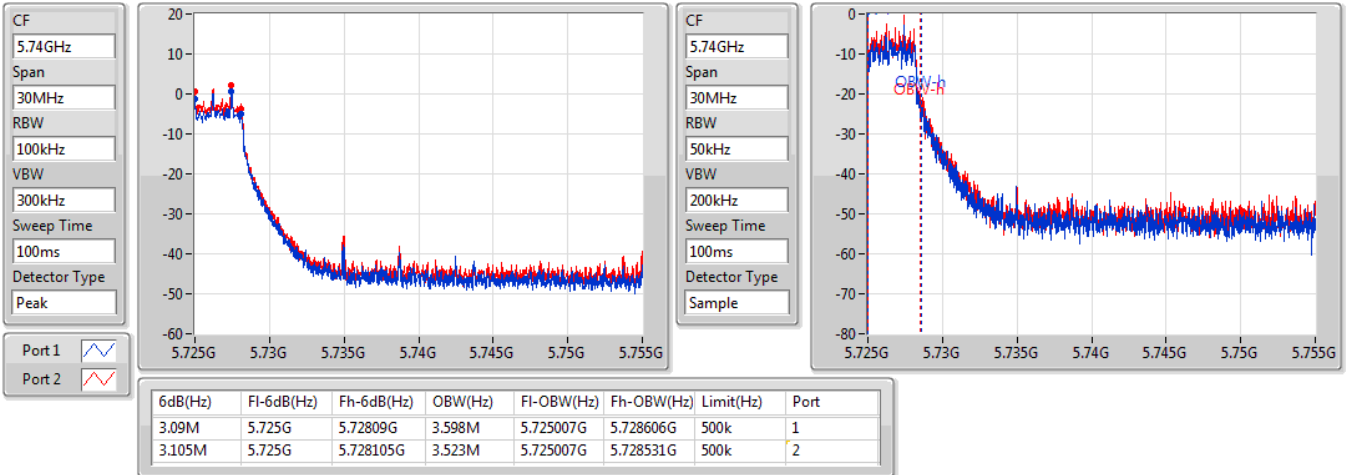 CF
5.74GHz
Span
30MHz
RBW
100kHz
VBW
300kHz
Sweep Time
100ms
Detector Type
Peak
Port 1
Port 2
20
10
0
-10
-20
-30
-40
-50
-60
5.725G 5.73G 5.735G 5.74G 5.745G 5.75G 5.755G
CF
5.74GHz
Span
30MHz
RBW
50kHz
VBW
200kHz
Sweep Time
100ms
Detector Type
Sample
0
-10
-20
-30
-40
-50
-60
-70
-80
OBW-h
OBW-h
5.725G 5.73G 5.735G 5.74G 5.745G 5.75G 5.755G
6dB(Hz) Fl-6dB(Hz) Fh-6dB(Hz) OBW(Hz) Fl-OBW(Hz) Fh-OBW(Hz) Limit(Hz) Port
3.09M 5.725G 5.72809G 3.598M 5.725007G 5.728606G 500k 1
3.105M 5.725G 5.728105G 3.523M 5.725007G 5.728531G 500k 2